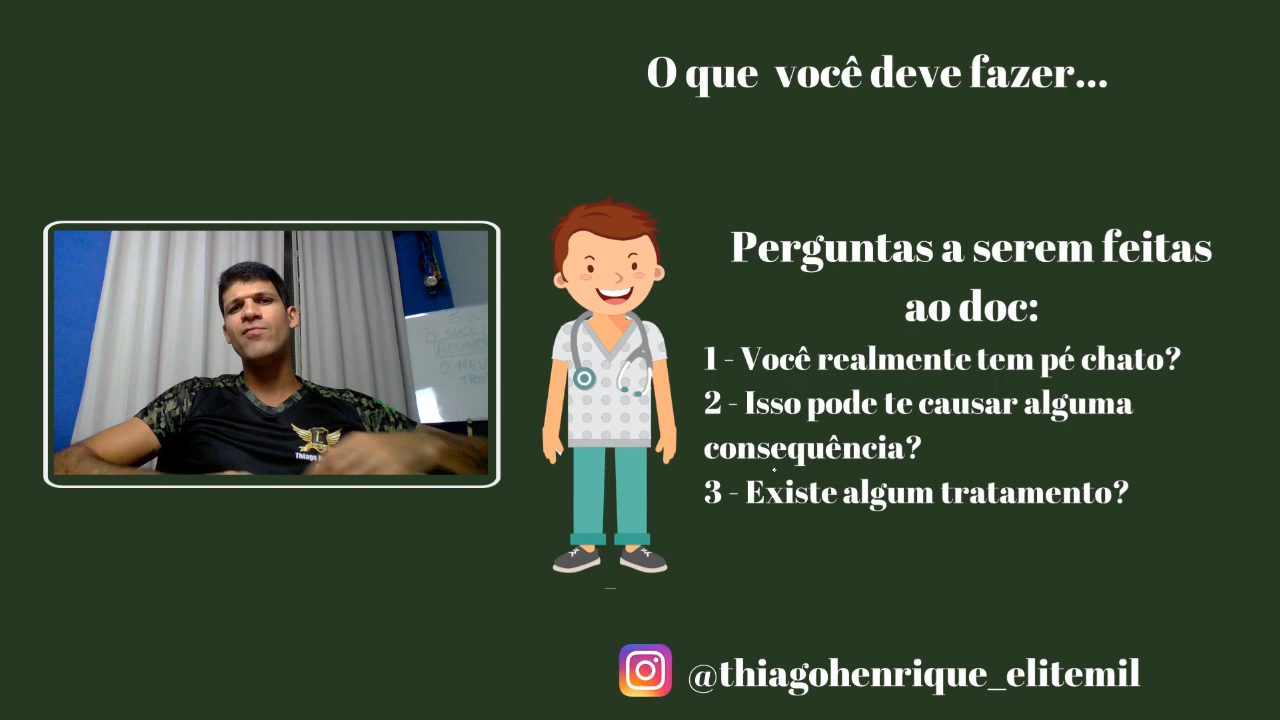 O que você deve fazer...
Perguntas a serem feitas
ao doc:
1 - Você realmente tem pé chato?
2 - Isso pode te causar alguma
consequência?
3 - Existe algum tratamento?
@thiagohenrique_elitemil
Thiago